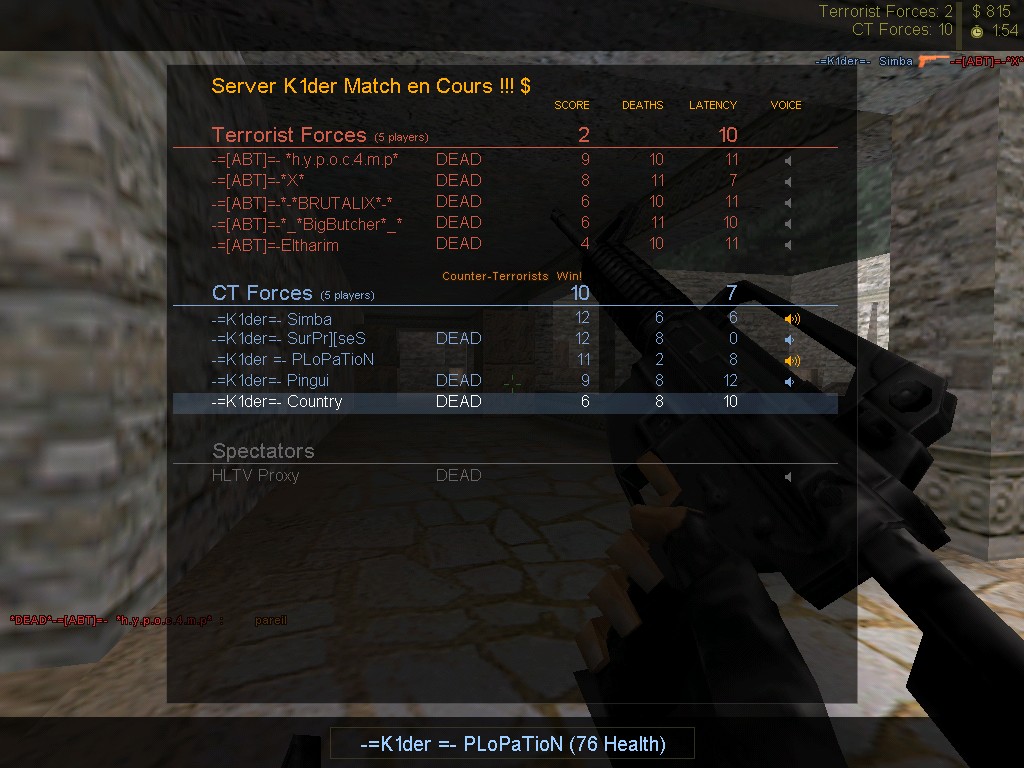 Terrorist Forces: 2 $ 815
CT Forces: 10 1:54
-=K1der=- Simba -=[ABT]=-*X*
Server K1der Match en Cours !!! $
SCORE DEATHS LATENCY VOICE
Terrorist Forces (5 players) 2 10
-=[ABT]=- *h.y.p.o.c.4.m.p* DEAD 9 10 11
-=[ABT]=-*X* DEAD 8 11 7
-=[ABT]=-*-*BRUTALIX*-* DEAD 6 10 11
-=[ABT]=-*_*BigButcher*_* DEAD 6 11 10
-=[ABT]=-Eltharim DEAD 4 10 11
Counter-Terrorists Win!
CT Forces (5 players) 10 7
-=K1der=- Simba 12 6 6
-=K1der=- SurPr][seS DEAD 12 8 0
-=K1der =- PLoPaTioN 11 2 8
-=K1der=- Pingui DEAD 9 8 12
-=K1der=- Country DEAD 6 8 10
Spectators
HLTV Proxy DEAD
*DEAD*-=[ABT]=- *h.y.p.o.c.4.m.p* : pareil
-=K1der =- PLoPaTioN (76 Health)